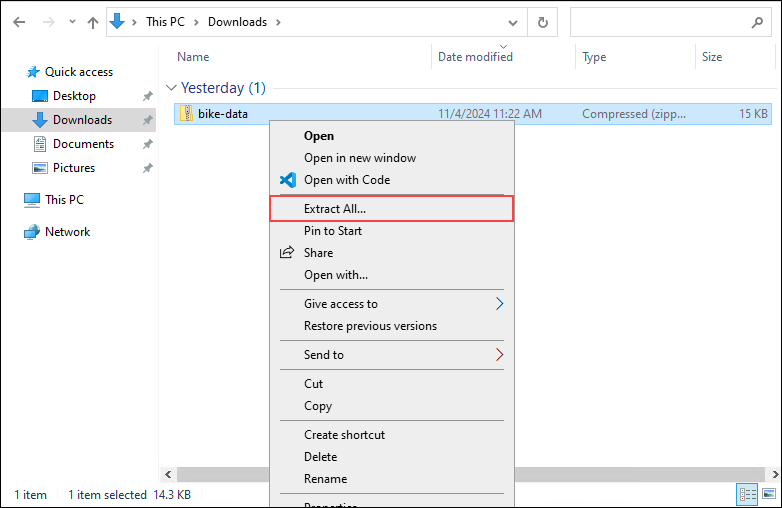 This PC > Downloads >
Name Date modified Type Size
Quick access
Desktop
Downloads
Documents
Pictures
This PC
Network
Yesterday (1)
bike-data 11/4/2024 11:22 AM Compressed (zipp... 15 KB
Open
Open in new window
Open with Code
Extract All...
Pin to Start
Share
Open with...
Give access to
Restore previous versions
Send to
Cut
Copy
Create shortcut
Delete
Rename
Properties
1 item 1 item selected 14.3 KB